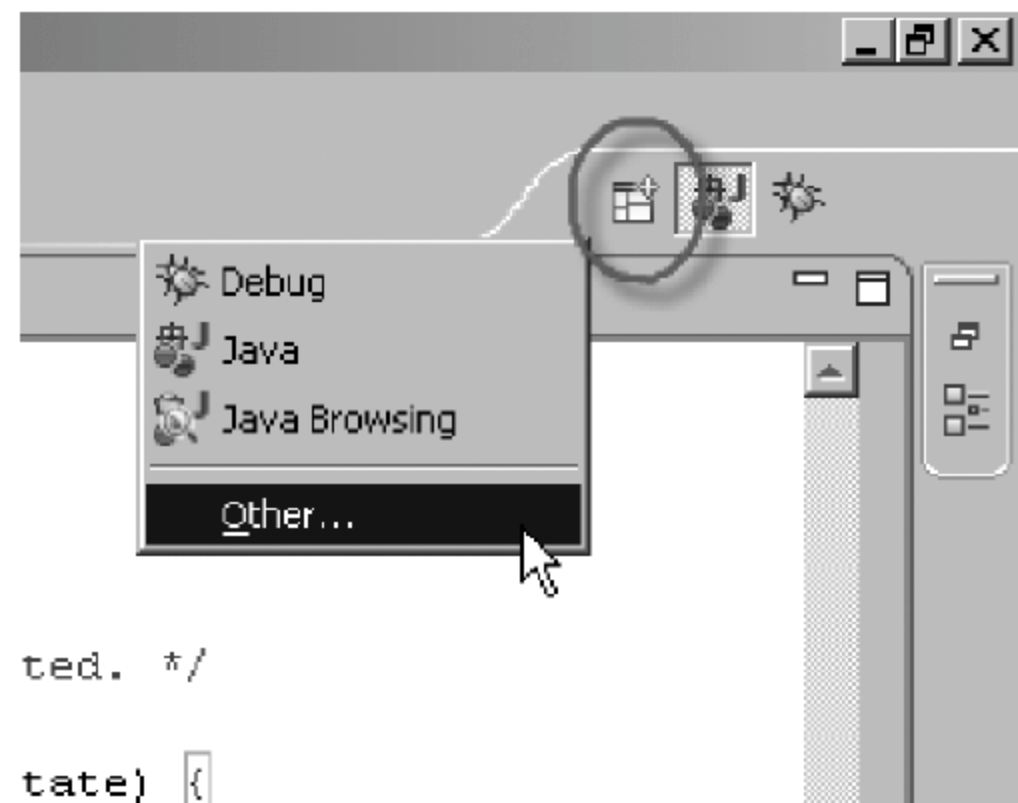 Debug
Java
Java Browsing
Other...
ted. */
tate) {